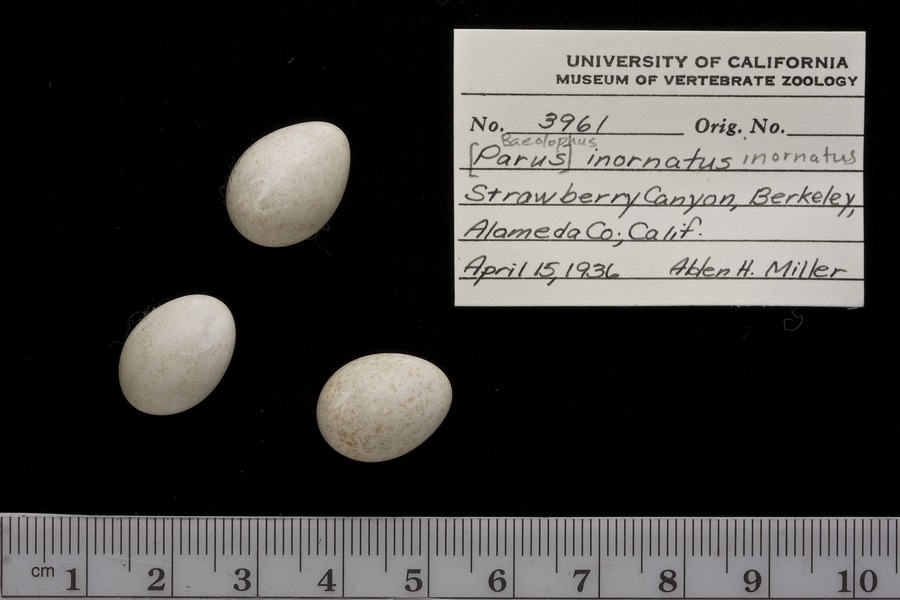 UNIVERSITY OF CALIFORNIA
MUSEUM OF VERTEBRATE ZOOLOGY
No. 3961 Orig. No.
Baeolophus
[Parus] inornatus inornatus
Strawberry Canyon, Berkeley,
Alameda Co., Calif.
April 15, 1936 Alden H. Miller
cm 1 2 3 4 5 6 7 8 9 10